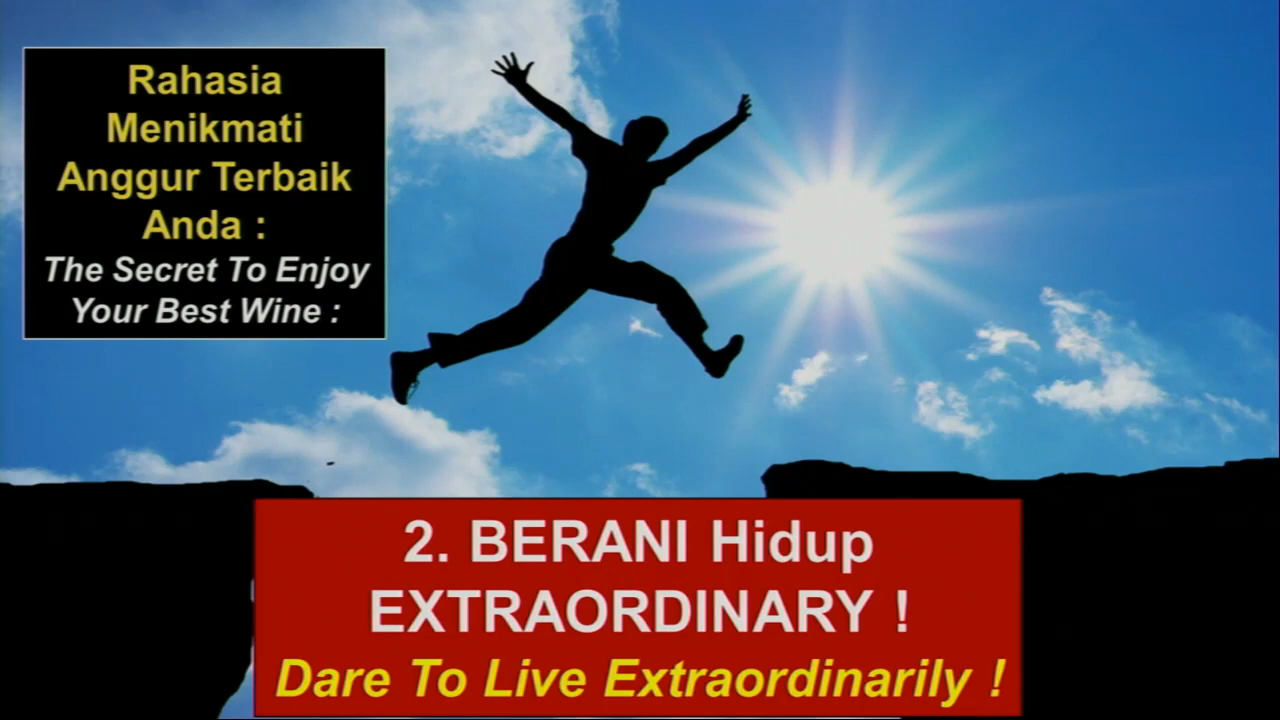 Rahasia
Menikmati
Anggur Terbaik
Anda :
The Secret To Enjoy
Your Best Wine :
2. BERANI Hidup
EXTRAORDINARY !
Dare To Live Extraordinarily !